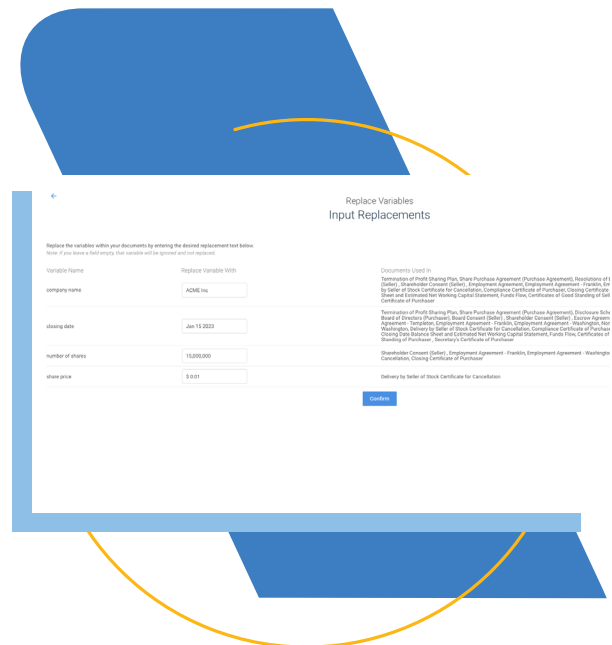 Replace Variables
Input Replacements
Replace the variables within your documents by entering the desired replacement text below.
Note: if you leave a field empty, that variable will be ignored and not replaced.
Variable Name Replace Variable With Documents Used In
company name ACME Ins
Termination of Profit Sharing Plan, Share Purchase Agreement (Purchase Agreement), Resolutions of
(Seller) , Shareholder Consent (Seller) , Employment Agreement, Employment Agreement - Franklin,
by Seller of Stock Certificate for Cancellation, Compliance Certificate of Purchaser, Closing Certificate
Sheet and Estimated Net Working Capital Statement, Funds Flow, Certificates of Good Standing of
Certificate of Purchaser
closing date Jan 15 2023
Termination of Profit Sharing Plan, Share Purchase Agreement (Purchase Agreement), Disclosure
Board of Directors (Purchaser), Board Consent (Seller) , Shareholder Consent (Seller) , Escrow
Agreement - Templeton, Employment Agreement - Franklin, Employment Agreement - Washington,
Washington, Delivery by Seller of Stock Certificate for Cancellation, Compliance Certificate of
Closing Date Balance Sheet and Estimated Net Working Capital Statement, Funds Flow, Certificates of
Standing of Purchaser , Secretary's Certificate of Purchaser
number of shares 10,000,000
Shareholder Consent (Seller) , Employment Agreement - Franklin, Employment Agreement -
Cancellation, Closing Certificate of Purchaser
share price $ 0.01 Delivery by Seller of Stock Certificate for Cancellation
Confirm